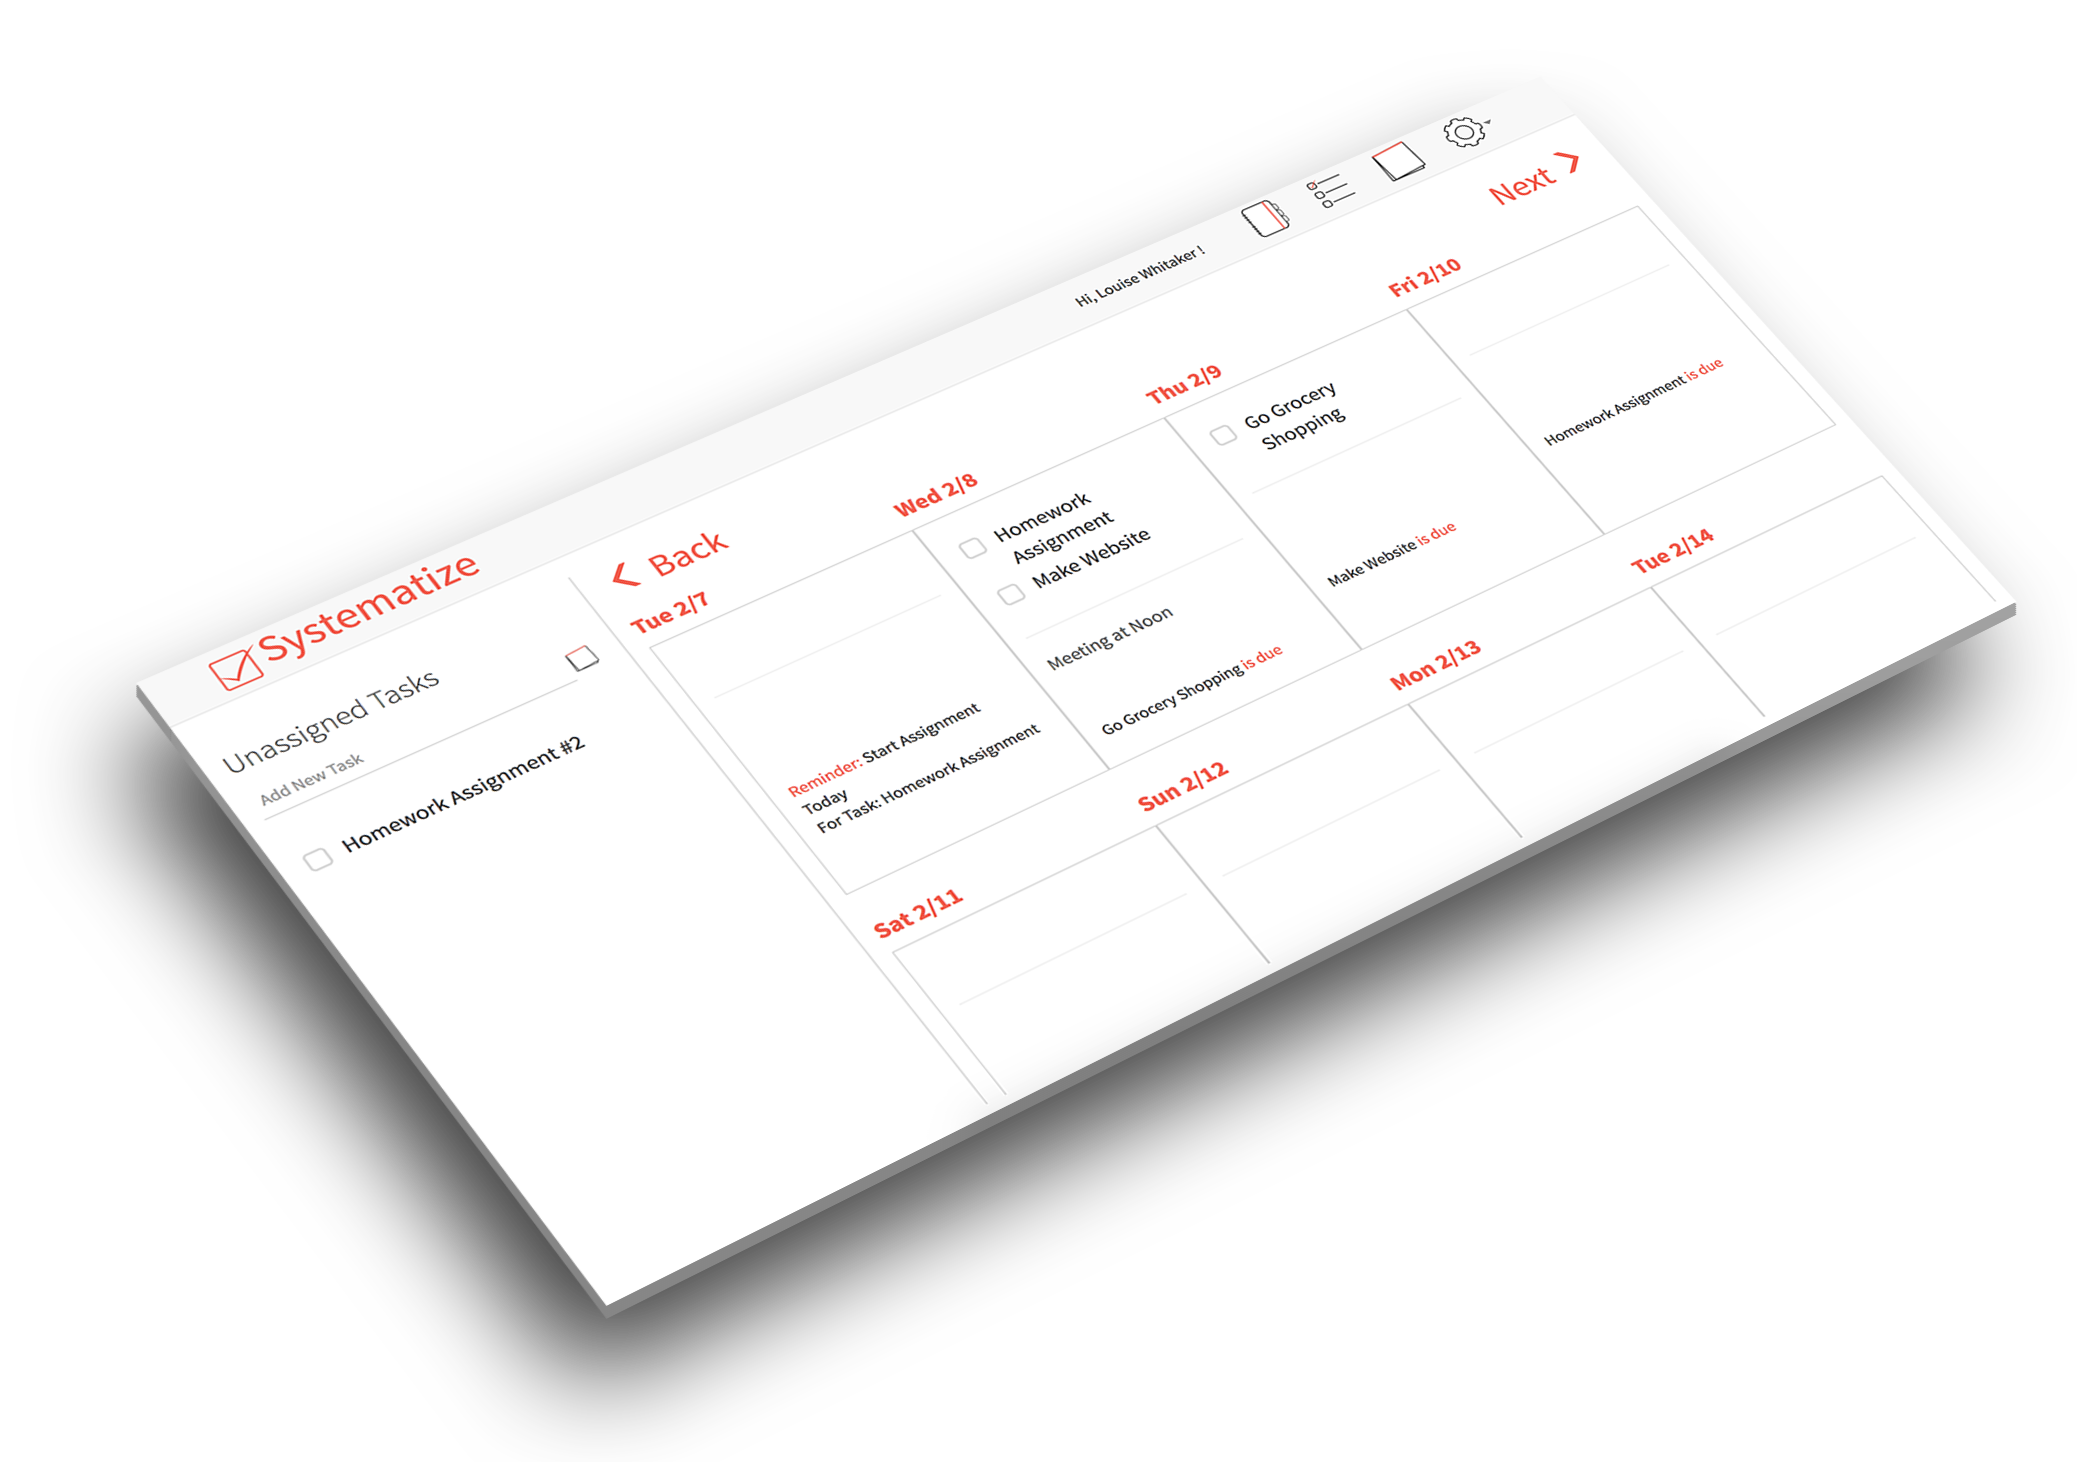 Systematize
Hi, Louise Whitaker !
Unassigned Tasks
Add New Task
Homework Assignment #2
Back
Next
Tue 2/7
Reminder: Start Assignment
Today
For Task: Homework Assignment
Wed 2/8
Homework
Assignment
Make Website
Meeting at Noon
Go Grocery Shopping is due
Thu 2/9
Go Grocery
Shopping
Make Website is due
Fri 2/10
Homework Assignment is due
Sat 2/11
Sun 2/12
Mon 2/13
Tue 2/14